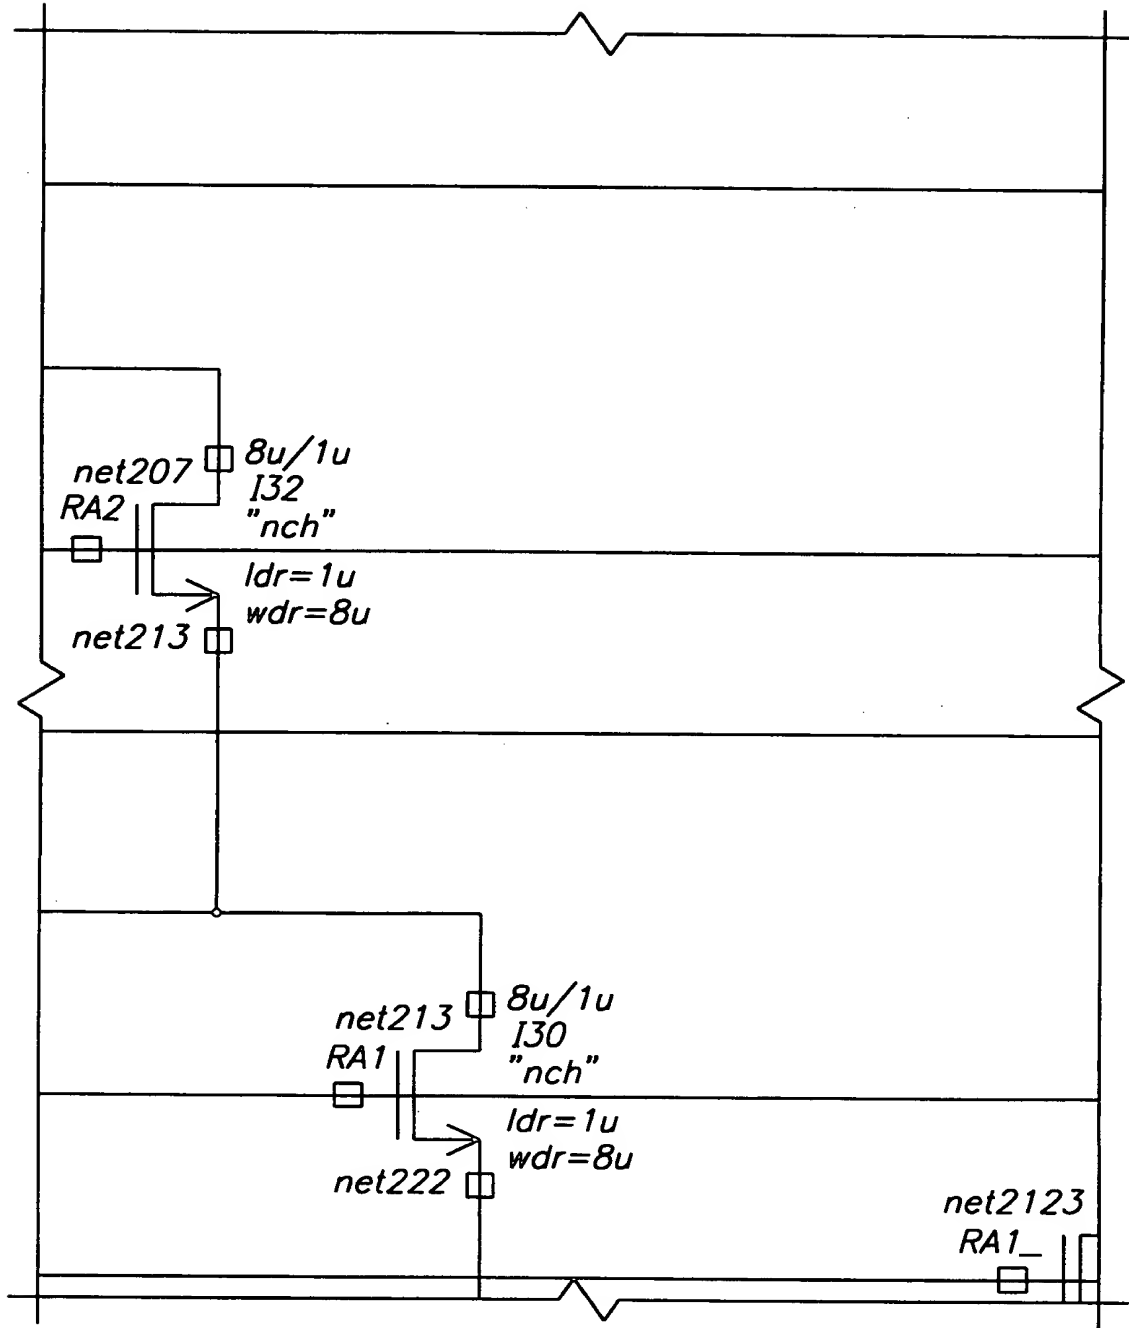 8u/1u
net207
I32
RA2
"nch"
ldr=1u
wdr=8u
net213
8u/1u
net213
I30
RA1
"nch"
ldr=1u
wdr=8u
net222
net2123
RA1_